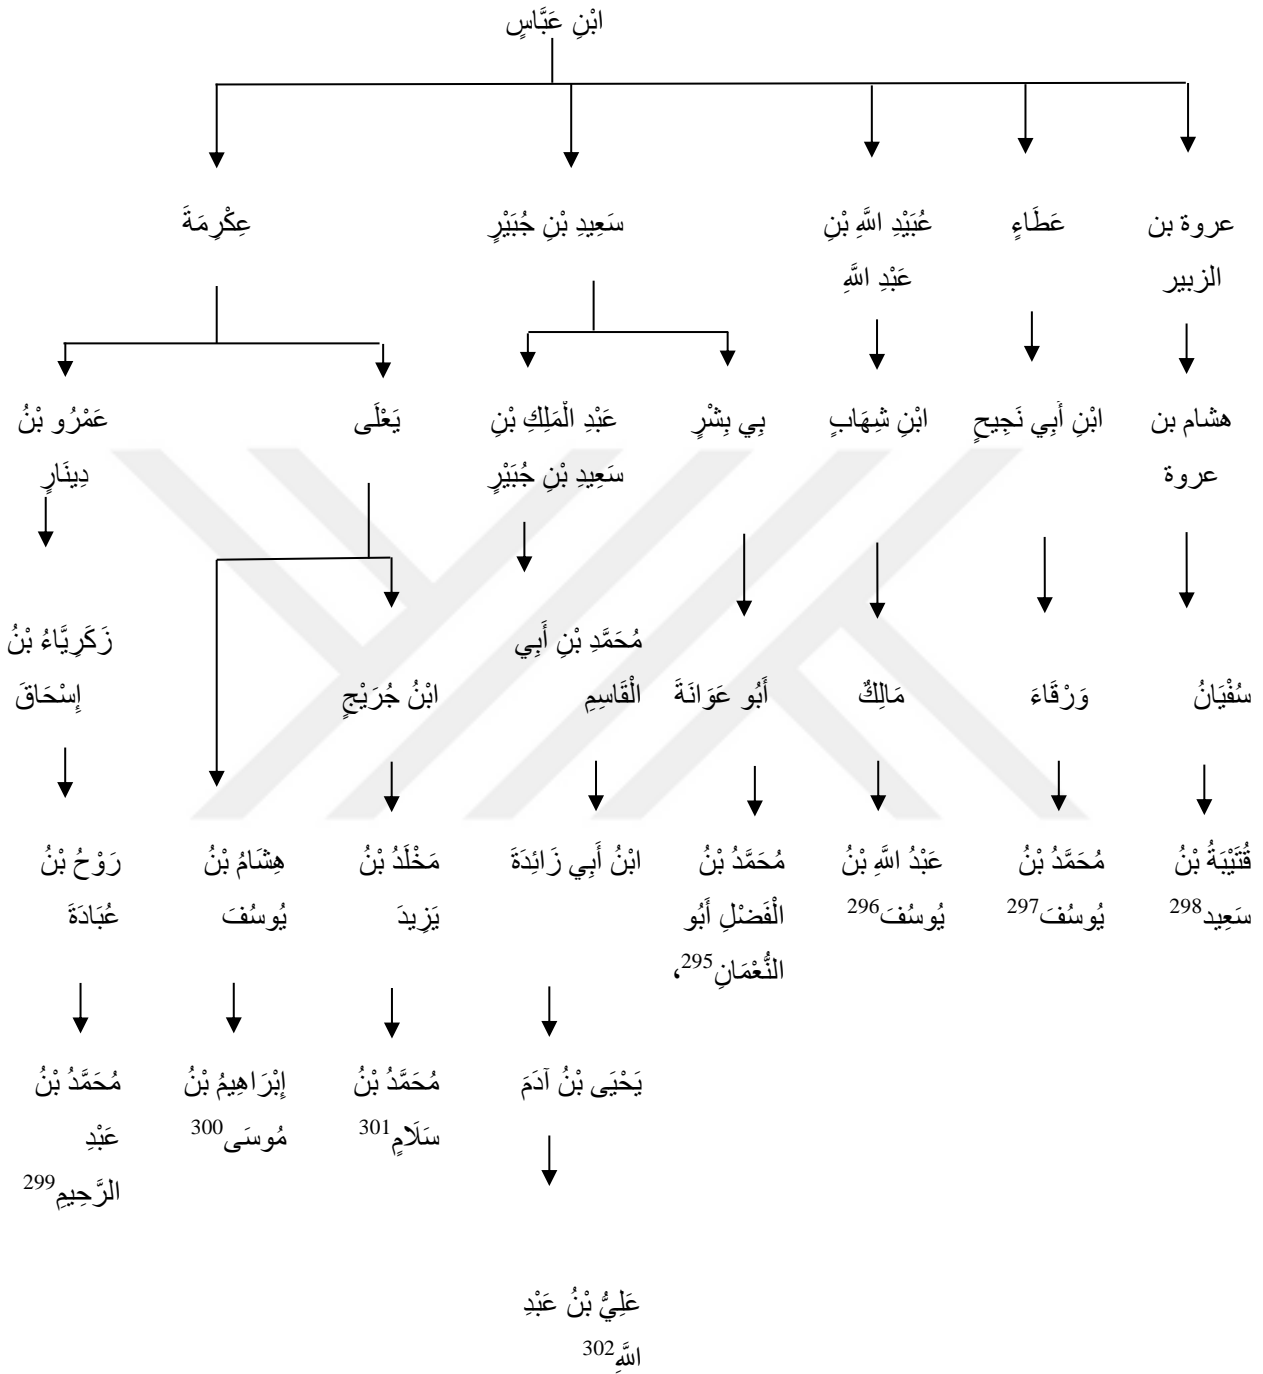 ابْنِ عَبَّاسٍ
عروة بن
الزبير
عَطَاءٍ
عُبَيْدِ اللَّهِ بْنِ
عَبْدِ اللَّهِ
سَعِيدِ بْنِ جُبَيْرٍ
عِكْرِمَةَ
هشام بن
عروة
ابْنِ أَبِي نَجِيحٍ
ابْنِ شِهَابٍ
بِي بِشْرٍ
عَبْدِ الْمَلِكِ بْنِ
سَعِيدِ بْنِ جُبَيْرٍ
يَعْلَى
عَمْرُو بْنُ
دِينَارٍ
سُفْيَانُ
وَرْقَاءَ
مَالِكٌ
أَبُو عَوَانَةَ
مُحَمَّدِ بْنِ أَبِي
الْقَاسِمِ
ابْنُ جُرَيْجٍ
زَكَرِيَّاءُ بْنُ
إِسْحَاقَ
قُتَيْبَةُ بْنُ
سَعِيد298
مُحَمَّدُ بْنُ
يُوسُفَ297
عَبْدُ اللَّهِ بْنُ
يُوسُفَ296
مُحَمَّدُ بْنُ
الْفَضْلِ أَبُو
النُّعْمَانِ295،
ابْنُ أَبِي زَائِدَةَ
مَخْلَدُ بْنُ
يَزِيدَ
هِشَامُ بْنُ
يُوسُفَ
رَوْحُ بْنُ
عُبَادَةَ
يَحْيَى بْنُ آدَمَ
مُحَمَّدُ بْنُ
سَلَامٍ301
إِبْرَاهِيمُ بْنُ
مُوسَى300
مُحَمَّدُ بْنُ
عَبْدِ
الرَّحِيمِ299
عَلِيُّ بْنُ عَبْدِ
اللَّهِ302